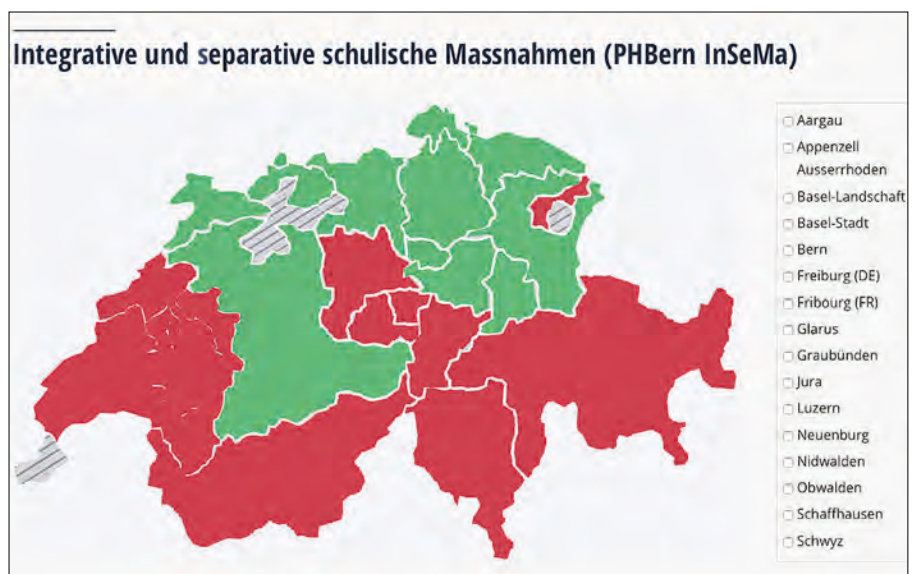 Integrative und separative schulische Massnahmen (PHBern InSeMa)
Aargau
Appenzell
Ausserrhoden
Basel-Landschaft
Basel-Stadt
Bern
Freiburg (DE)
Fribourg (FR)
Glarus
Graubünden
Jura
Luzern
Neuenburg
Nidwalden
Obwalden
Schaffhausen
Schwyz